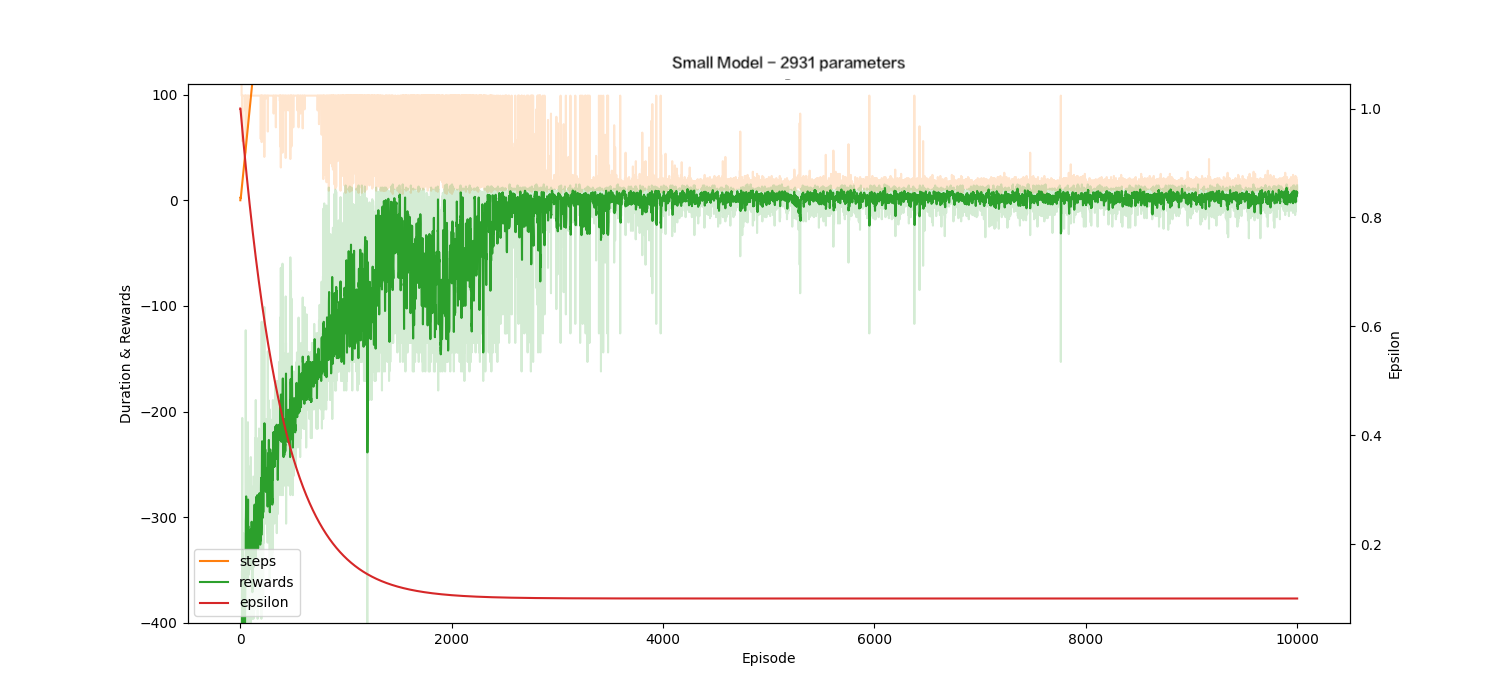 Small Model – 2931 parameters
100
0
−100
−200
−300
−400
Duration & Rewards
1.0
0.8
0.6
0.4
0.2
Epsilon
steps
rewards
epsilon
0
2000
4000
6000
8000
10000
Episode